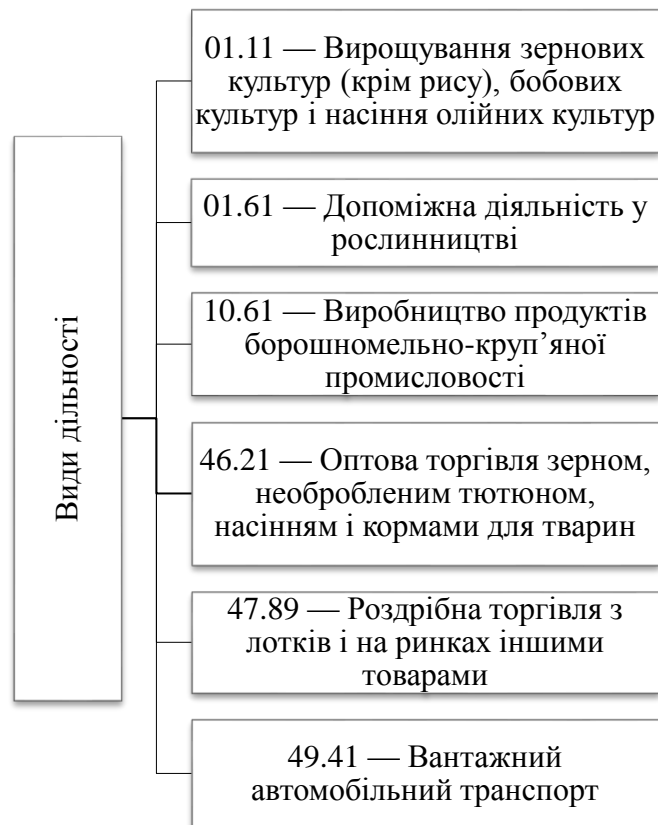 Види дільності
01.11 — Вирощування зернових
культур (крім рису), бобових
культур і насіння олійних культур
01.61 — Допоміжна діяльність у
рослинництві
10.61 — Виробництво продуктів
борошномельно-круп’яної
промисловості
46.21 — Оптова торгівля зерном,
необробленим тютюном,
насінням і кормами для тварин
47.89 — Роздрібна торгівля з
лотків і на ринках іншими
товарами
49.41 — Вантажний
автомобільний транспорт